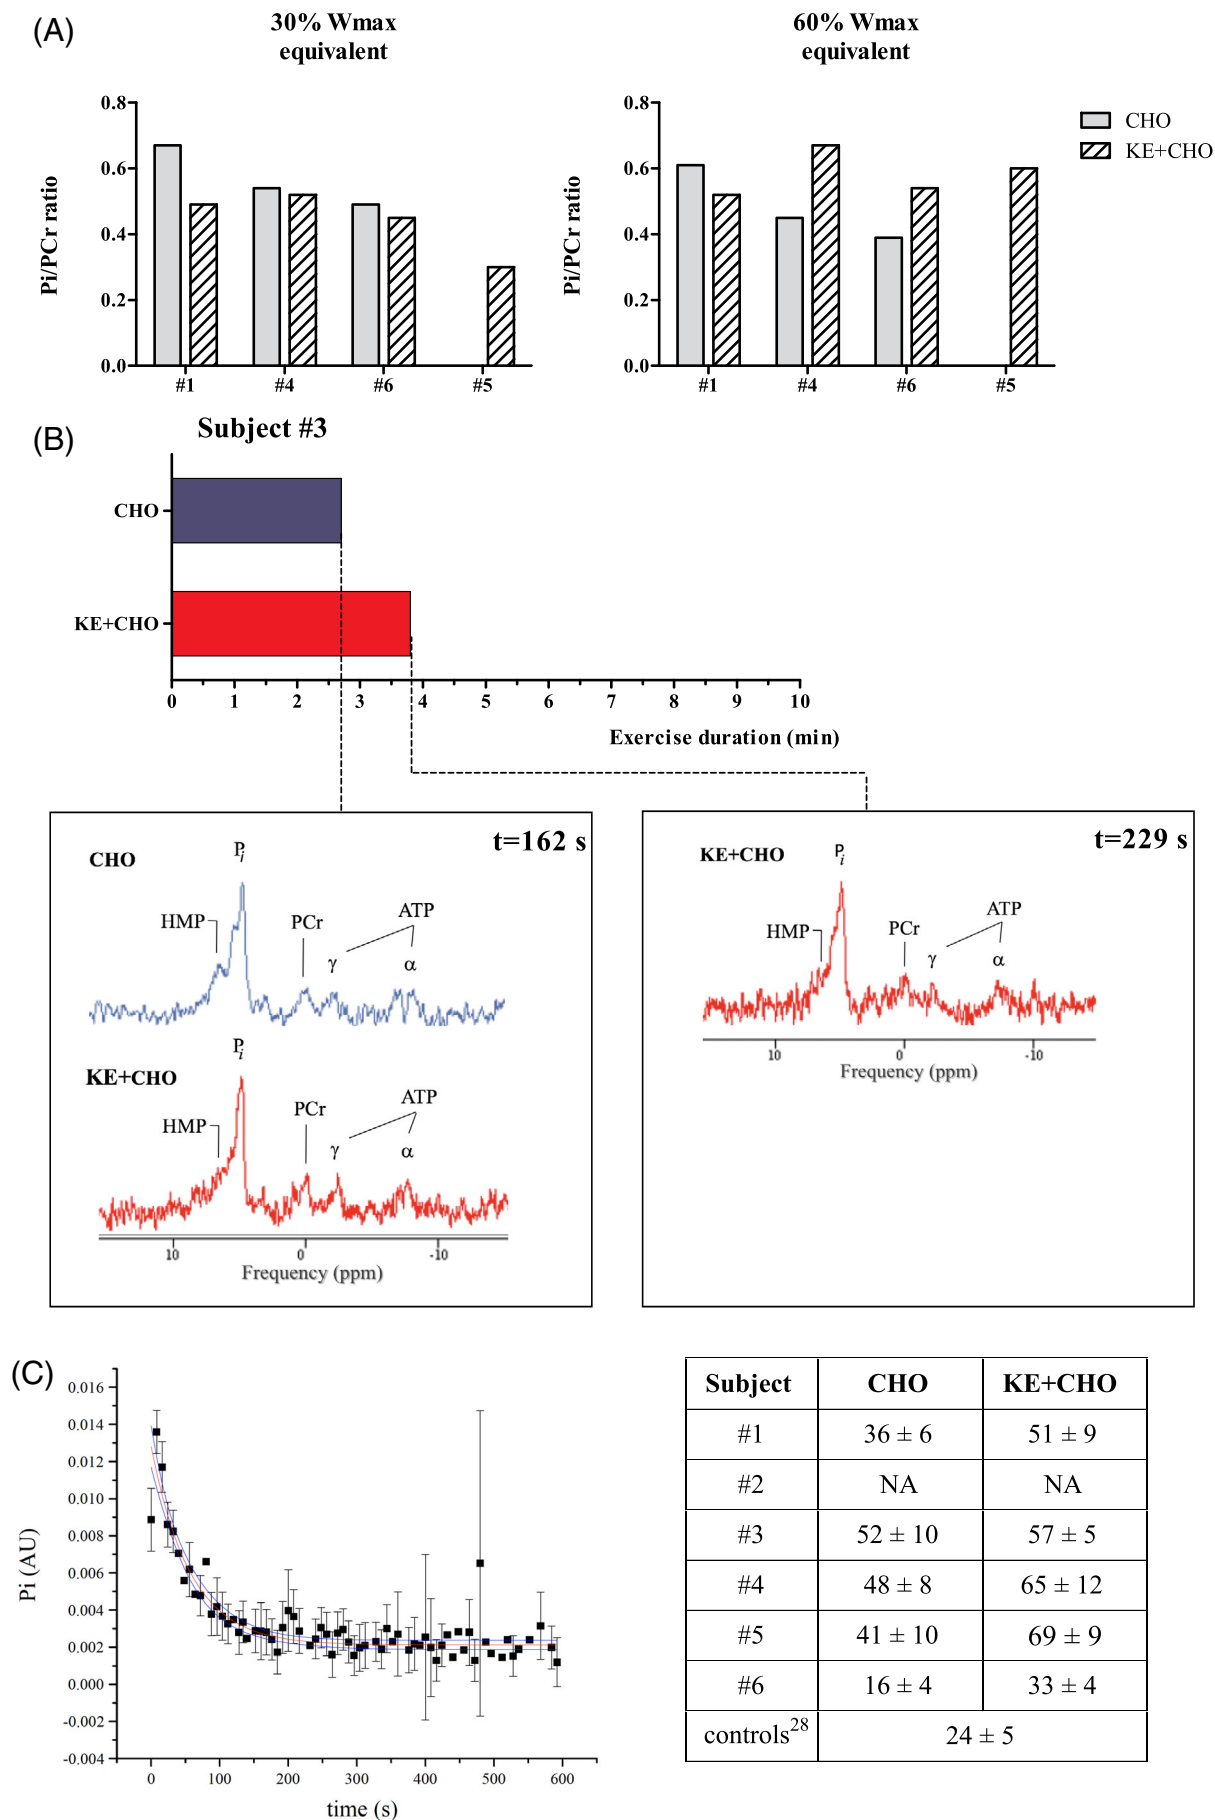 (A)
30% Wmax
equivalent
60% Wmax
equivalent
Pi/PCr ratio
0.8
0.6
0.4
0.2
0.0
#1
#4
#6
#5
Pi/PCr ratio
0.8
0.6
0.4
0.2
0.0
#1
#4
#6
#5
CHO
KE+CHO
(B)
Subject #3
CHO
KE+CHO
0 1 2 3 4 5 6 7 8 9 10
Exercise duration (min)
t=162 s
CHO
Pi
HMP
PCr
ATP
γ
α
KE+CHO
Pi
HMP
PCr
ATP
γ
α
10 0 -10
Frequency (ppm)
t=229 s
KE+CHO
Pi
HMP
PCr
ATP
γ
α
10 0 -10
Frequency (ppm)
(C)
Pi (AU)
0.016
0.014
0.012
0.010
0.008
0.006
0.004
0.002
0.000
-0.002
-0.004
0 100 200 300 400 500 600
time (s)
Subject CHO KE+CHO
#1 36 ± 6 51 ± 9
#2 NA NA
#3 52 ± 10 57 ± 5
#4 48 ± 8 65 ± 12
#5 41 ± 10 69 ± 9
#6 16 ± 4 33 ± 4
controls28 24 ± 5